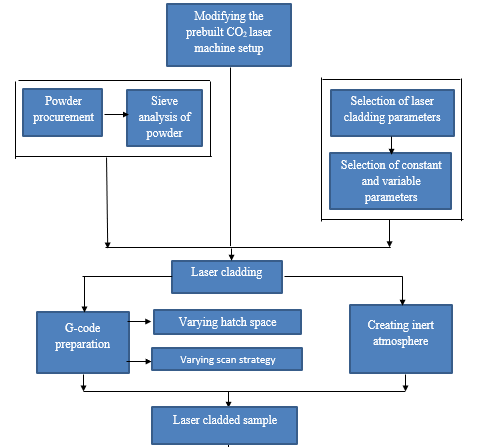 Modifying the
prebuilt CO₂ laser
machine setup
Powder
procurement
Sieve
analysis of
powder
Selection of laser
cladding parameters
Selection of constant
and variable
parameters
Laser cladding
G-code
preparation
Varying hatch space
Varying scan strategy
Creating inert
atmosphere
Laser cladded sample